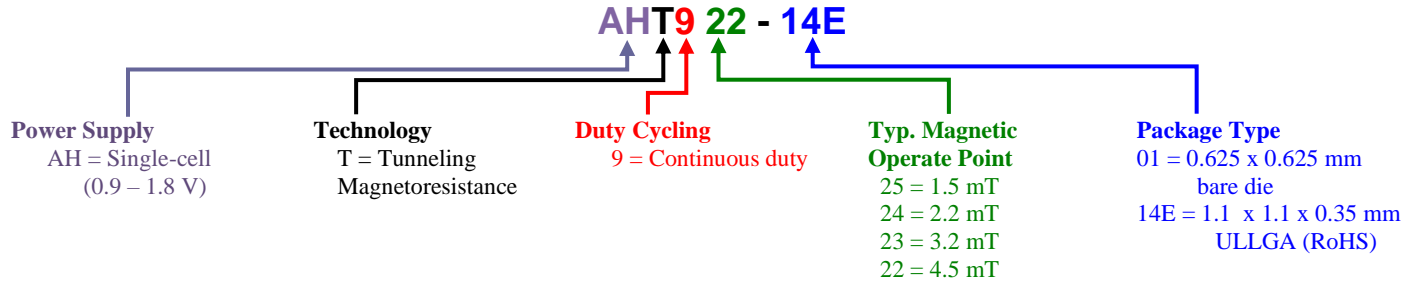 AHT9 22 - 14E
Power Supply
AH = Single-cell
(0.9 – 1.8 V)
Technology
T = Tunneling
Magnetoresistance
Duty Cycling
9 = Continuous duty
Typ. Magnetic
Operate Point
25 = 1.5 mT
24 = 2.2 mT
23 = 3.2 mT
22 = 4.5 mT
Package Type
01 = 0.625 x 0.625 mm
bare die
14E = 1.1 x 1.1 x 0.35 mm
ULLGA (RoHS)